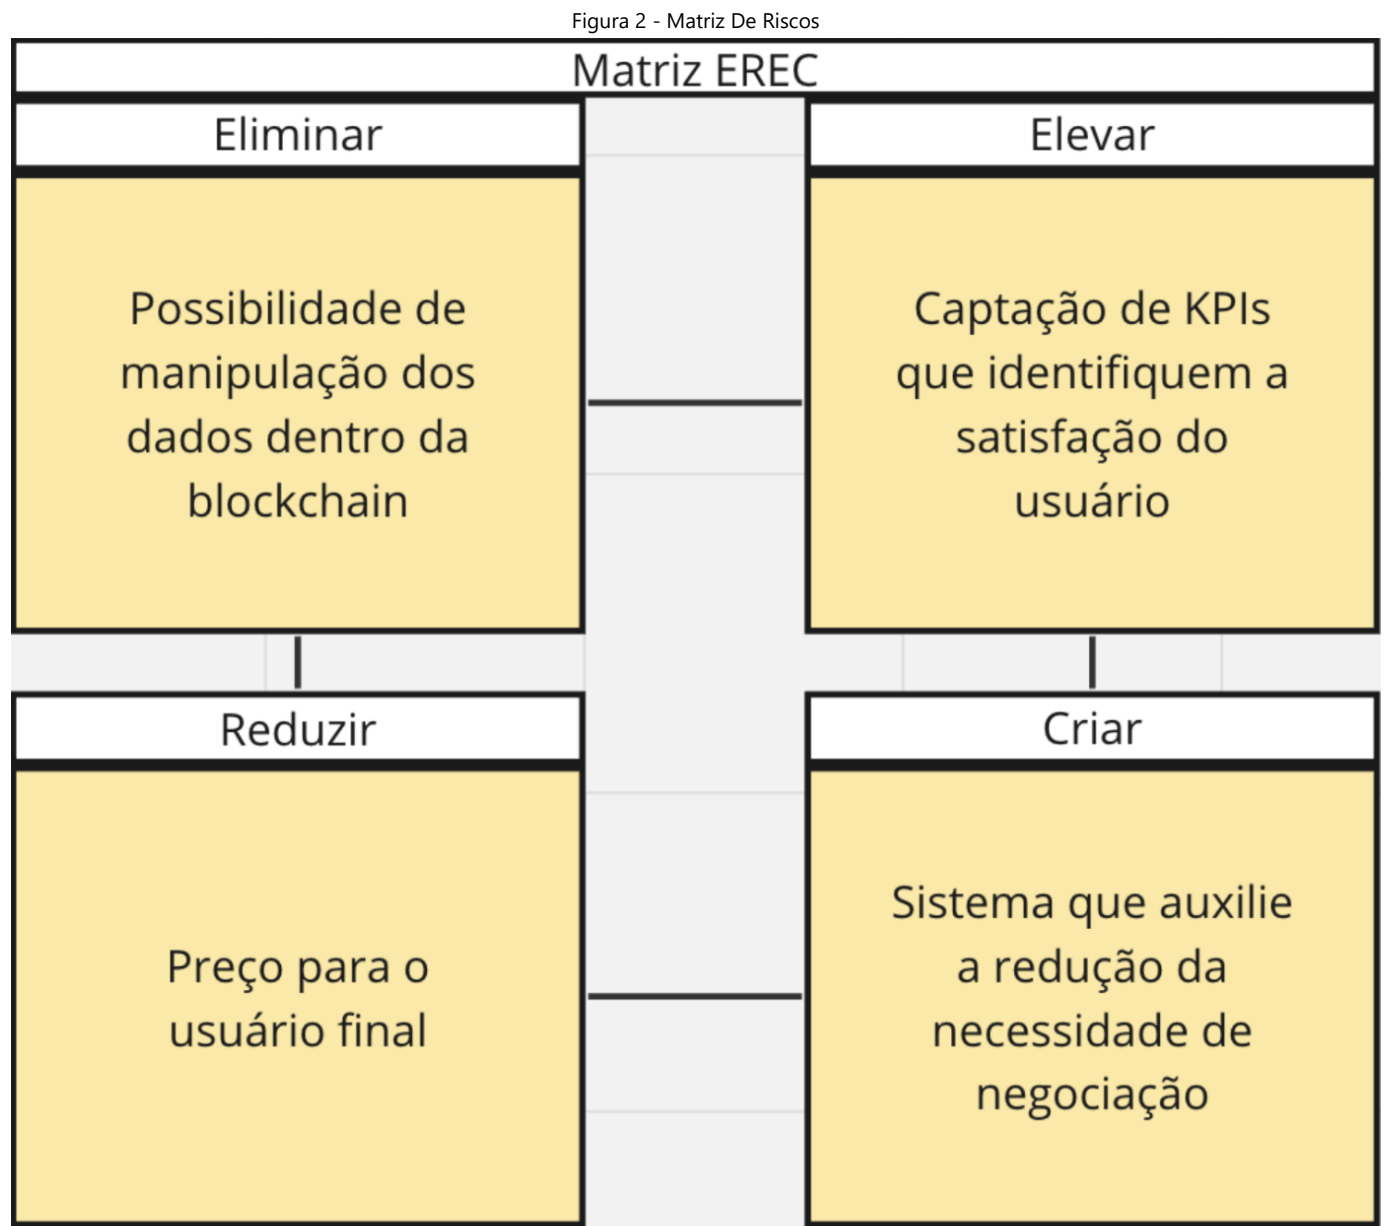 Figura 2 - Matriz De Riscos
Matriz EREC
Eliminar
Possibilidade de
manipulação dos
dados dentro da
blockchain
Elevar
Captação de KPIs
que identifiquem a
satisfação do
usuário
Reduzir
Preço para o
usuário final
Criar
Sistema que auxilie
a redução da
necessidade de
negociação